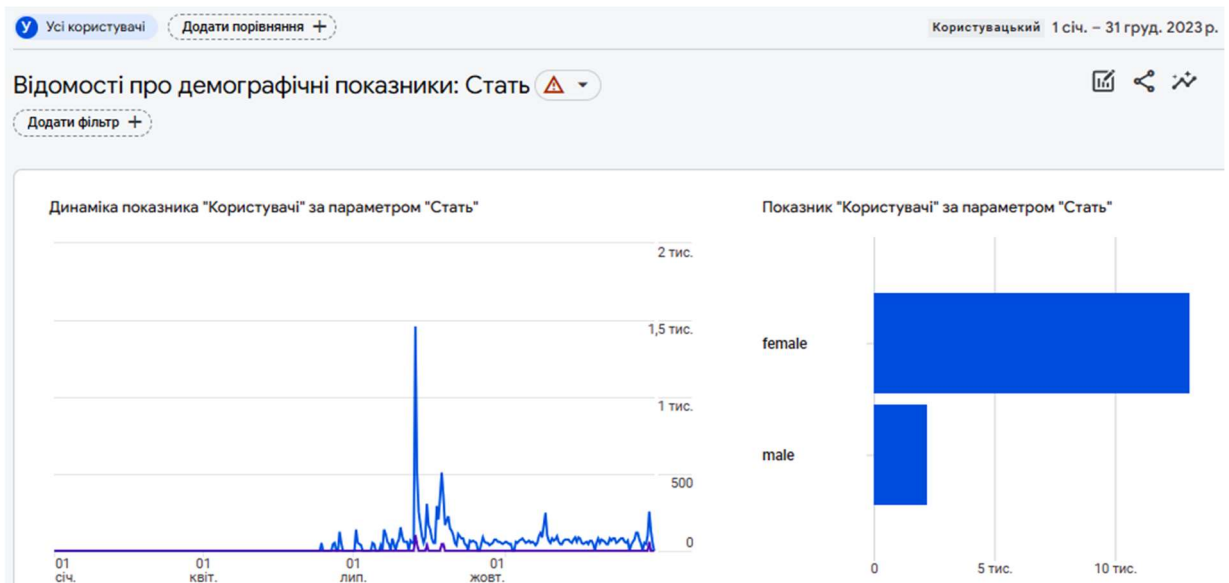 У Усі користувачі Додати порівняння + Користувацький 1 січ. – 31 груд. 2023 р.
Відомості про демографічні показники: Стать
Додати фільтр +
Динаміка показника "Користувачі" за параметром "Стать"
2 тис.
1,5 тис.
1 тис.
500
0
01 січ.
01 квіт.
01 лип.
01 жовт.
Показник "Користувачі" за параметром "Стать"
female
male
0 5 тис. 10 тис.